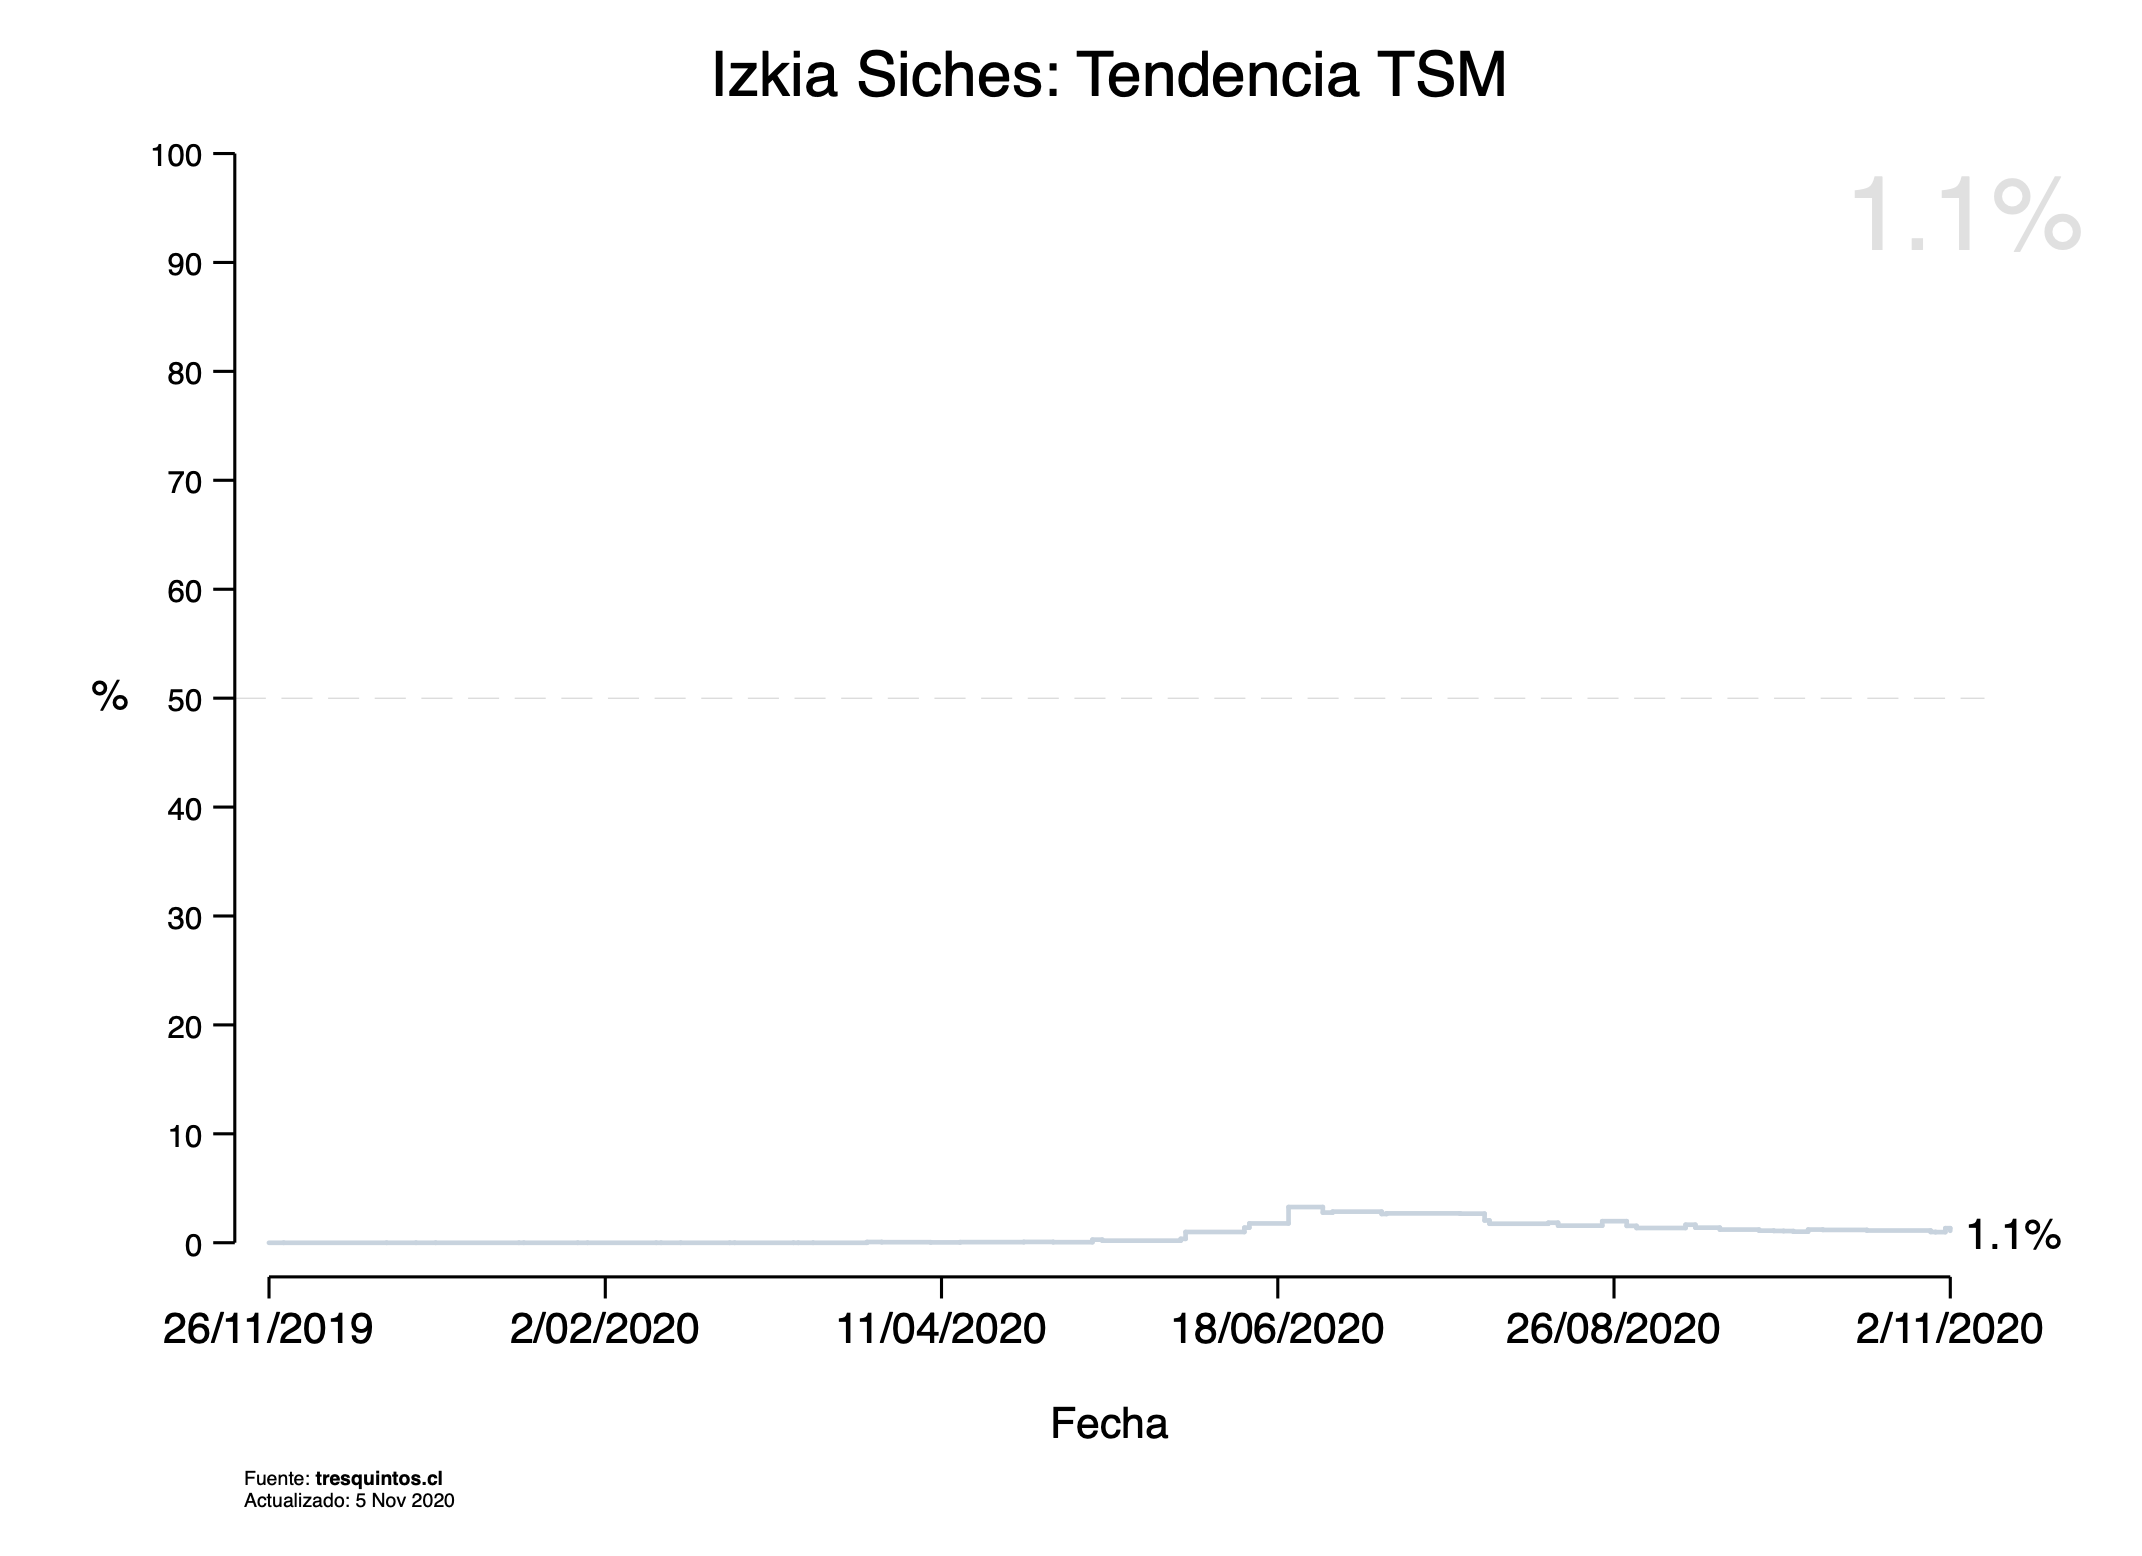 Izkia Siches: Tendencia TSM
1.1%
100
90
80
70
60
50
40
30
20
10
0
%
1.1%
26/11/2019 2/02/2020 11/04/2020 18/06/2020 26/08/2020 2/11/2020
Fecha
Fuente: tresquintos.cl
Actualizado: 5 Nov 2020